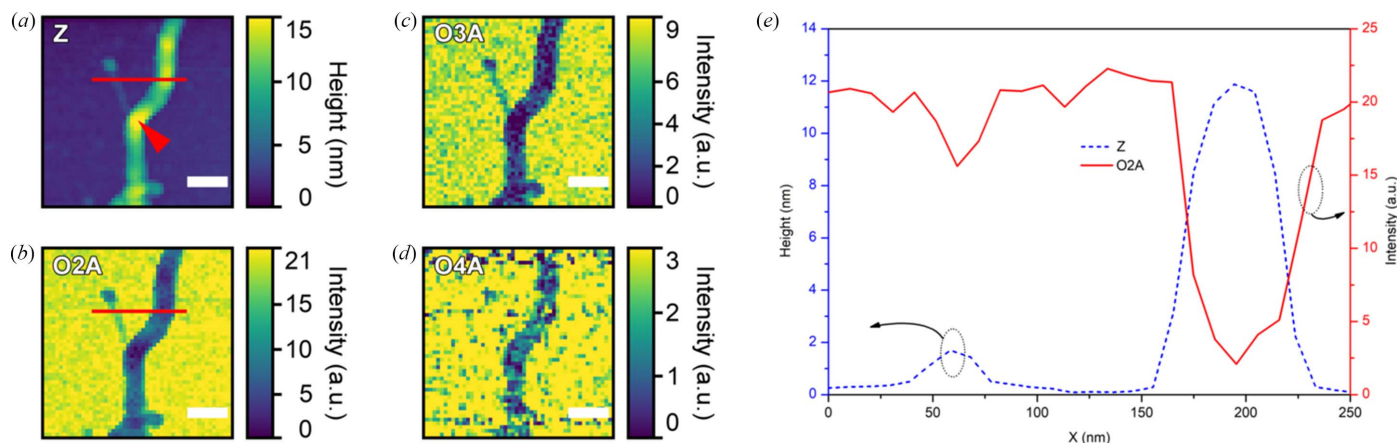 (a)
Z
15
10
5
0
Height (nm)
(b)
O2A
21
15
10
5
0
Intensity (a.u.)
(c)
O3A
9
6
4
2
0
Intensity (a.u.)
(d)
O4A
3
2
1
0
Intensity (a.u.)
(e)
14
12
10
8
6
4
2
0
Height (nm)
Z
O2A
25
20
15
10
5
0
Intensity (a.u.)
0 50 100 150 200 250
X (nm)